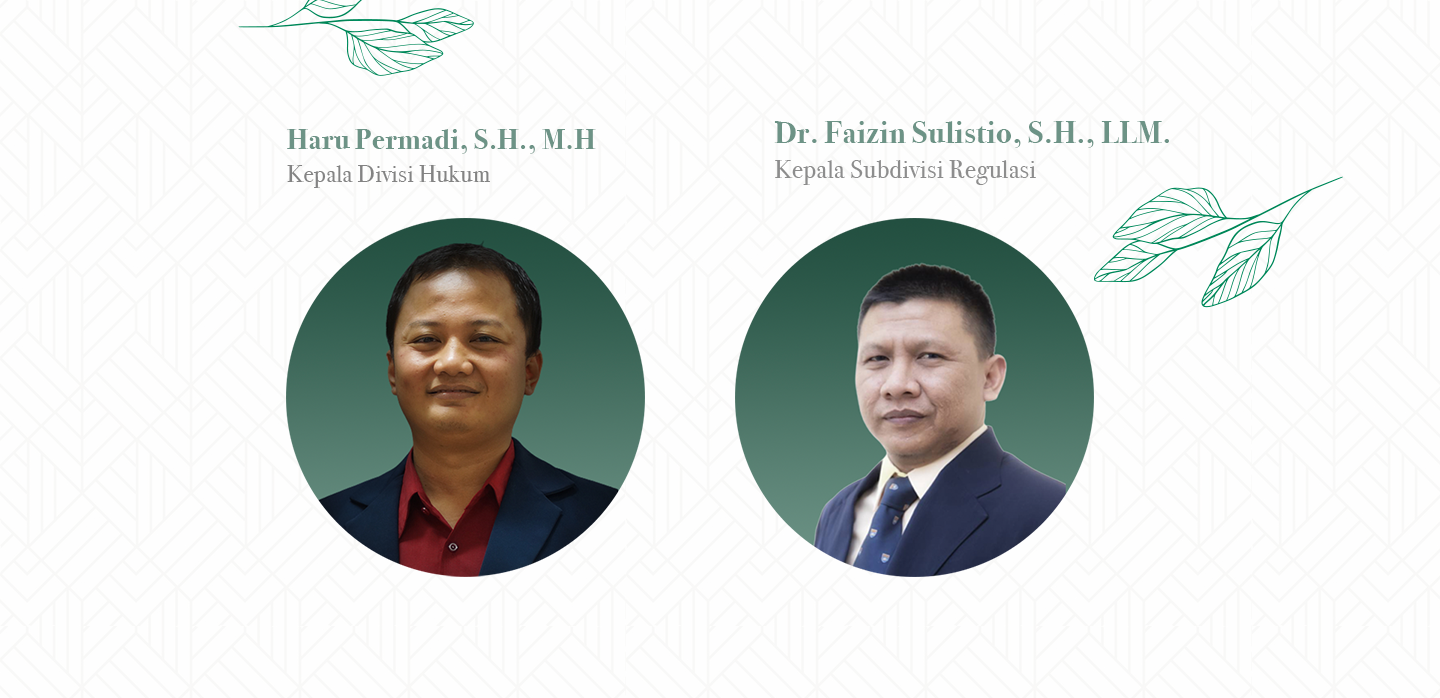 Haru Permadi, S.H., M.H
Kepala Divisi Hukum
Dr. Faizin Sulistio, S.H., LLM.
Kepala Subdivisi Regulasi